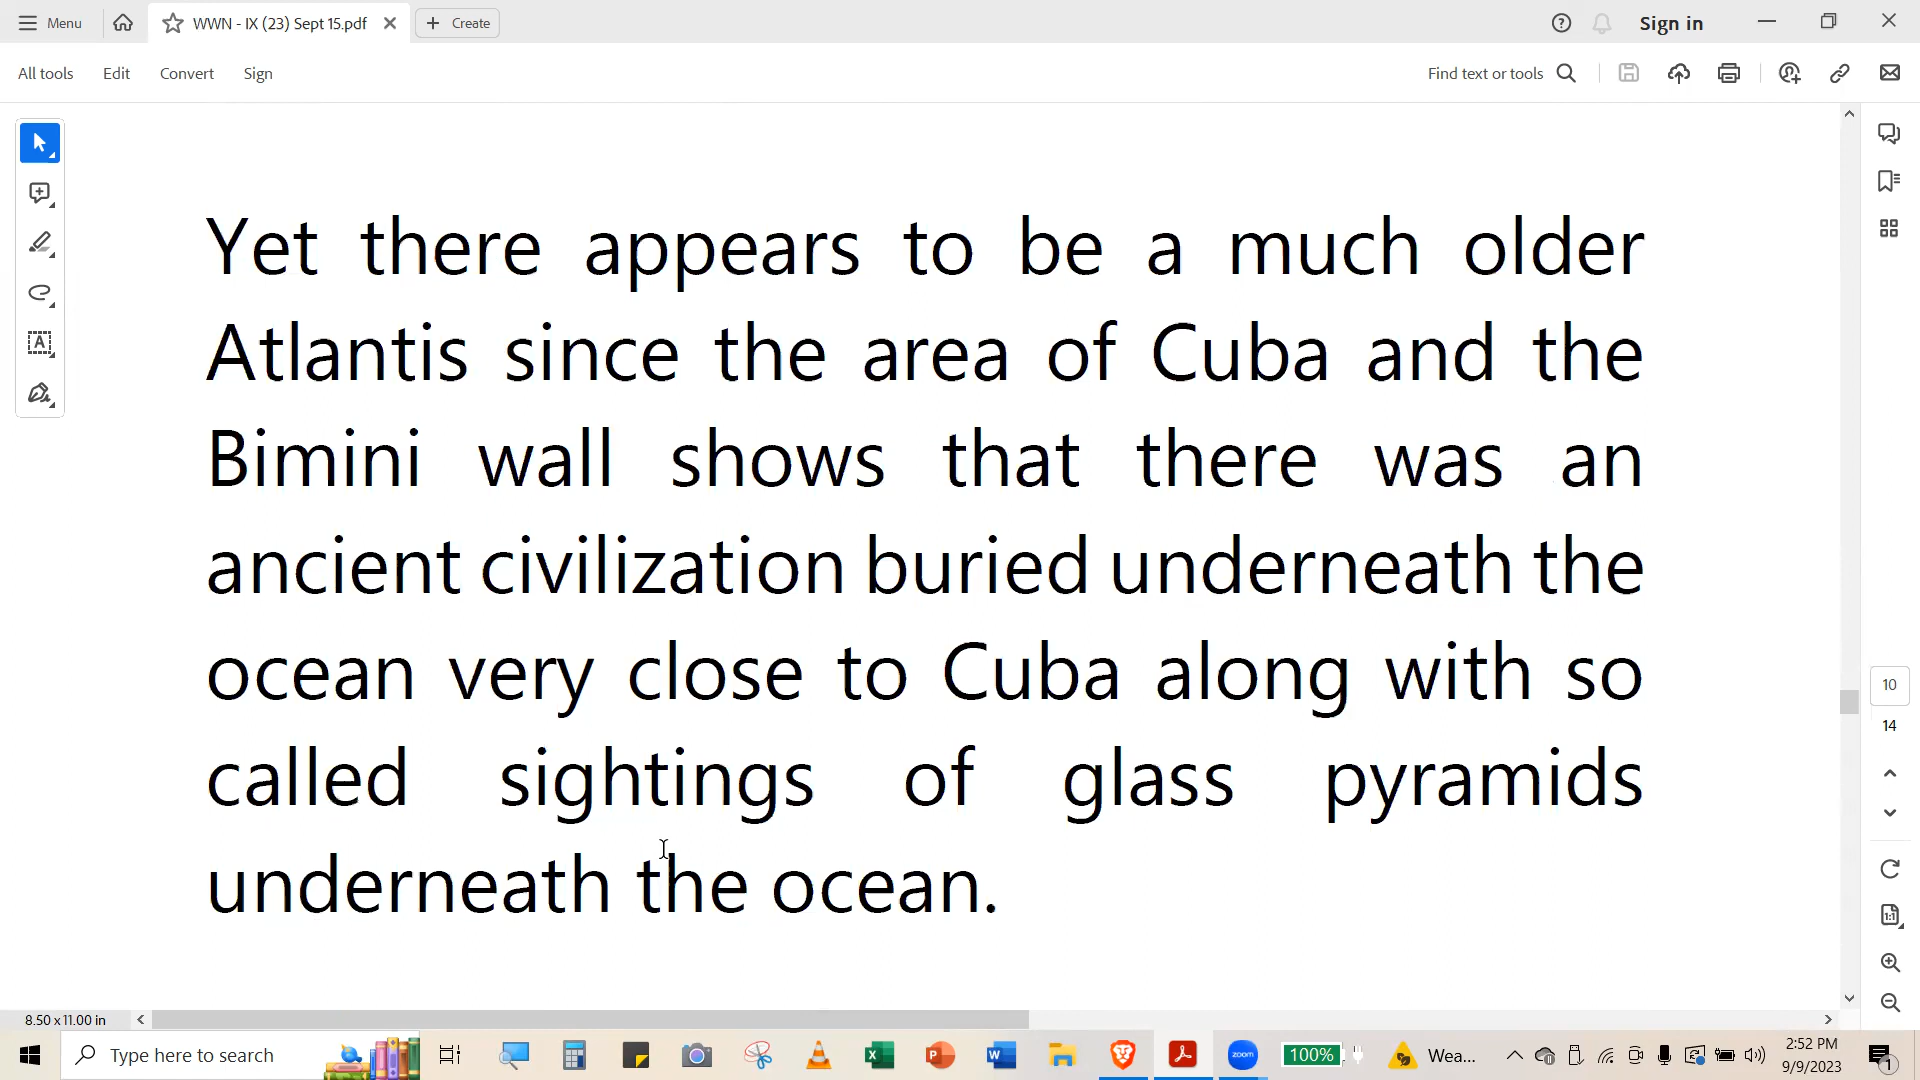 Menu
WWN - IX (23) Sept 15.pdf
Create
Sign in
All tools
Edit
Convert
Sign
Find text or tools
Yet there appears to be a much older
Atlantis since the area of Cuba and the
Bimini wall shows that there was an
ancient civilization buried underneath the
ocean very close to Cuba along with so
called sightings of glass pyramids
underneath the ocean.
10
14
8.50 x 11.00 in
Type here to search
zoom
100%
Wea...
2:52 PM
9/9/2023
1